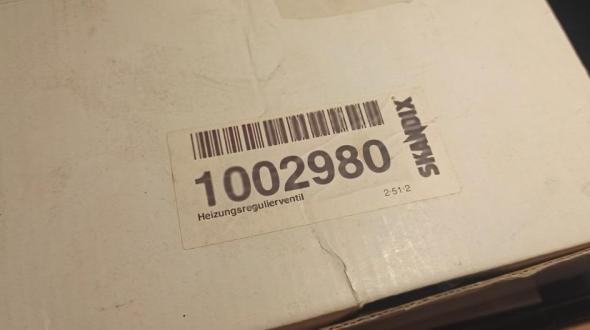 SKANDIX
1002980
Heizungsregulierventil
2-51-2